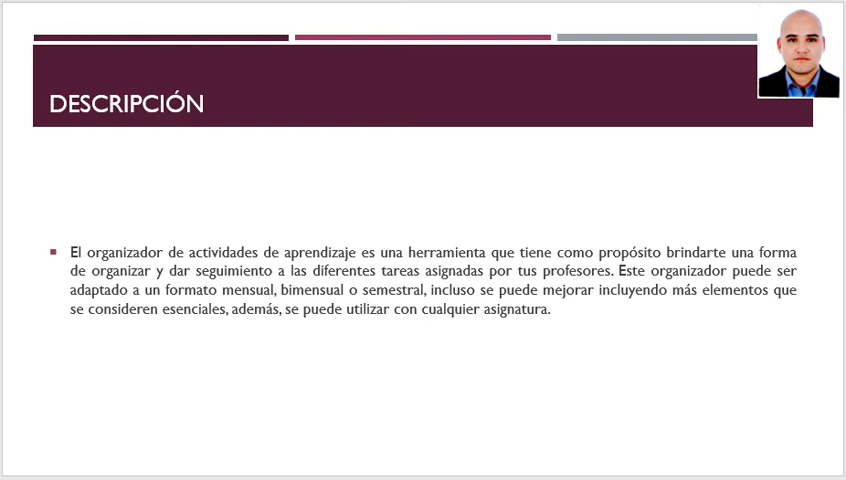 DESCRIPCIÓN
El organizador de actividades de aprendizaje es una herramienta que tiene como propósito brindarte una forma
de organizar y dar seguimiento a las diferentes tareas asignadas por tus profesores. Este organizador puede ser
adaptado a un formato mensual, bimensual o semestral, incluso se puede mejorar incluyendo más elementos que
se consideren esenciales, además, se puede utilizar con cualquier asignatura.